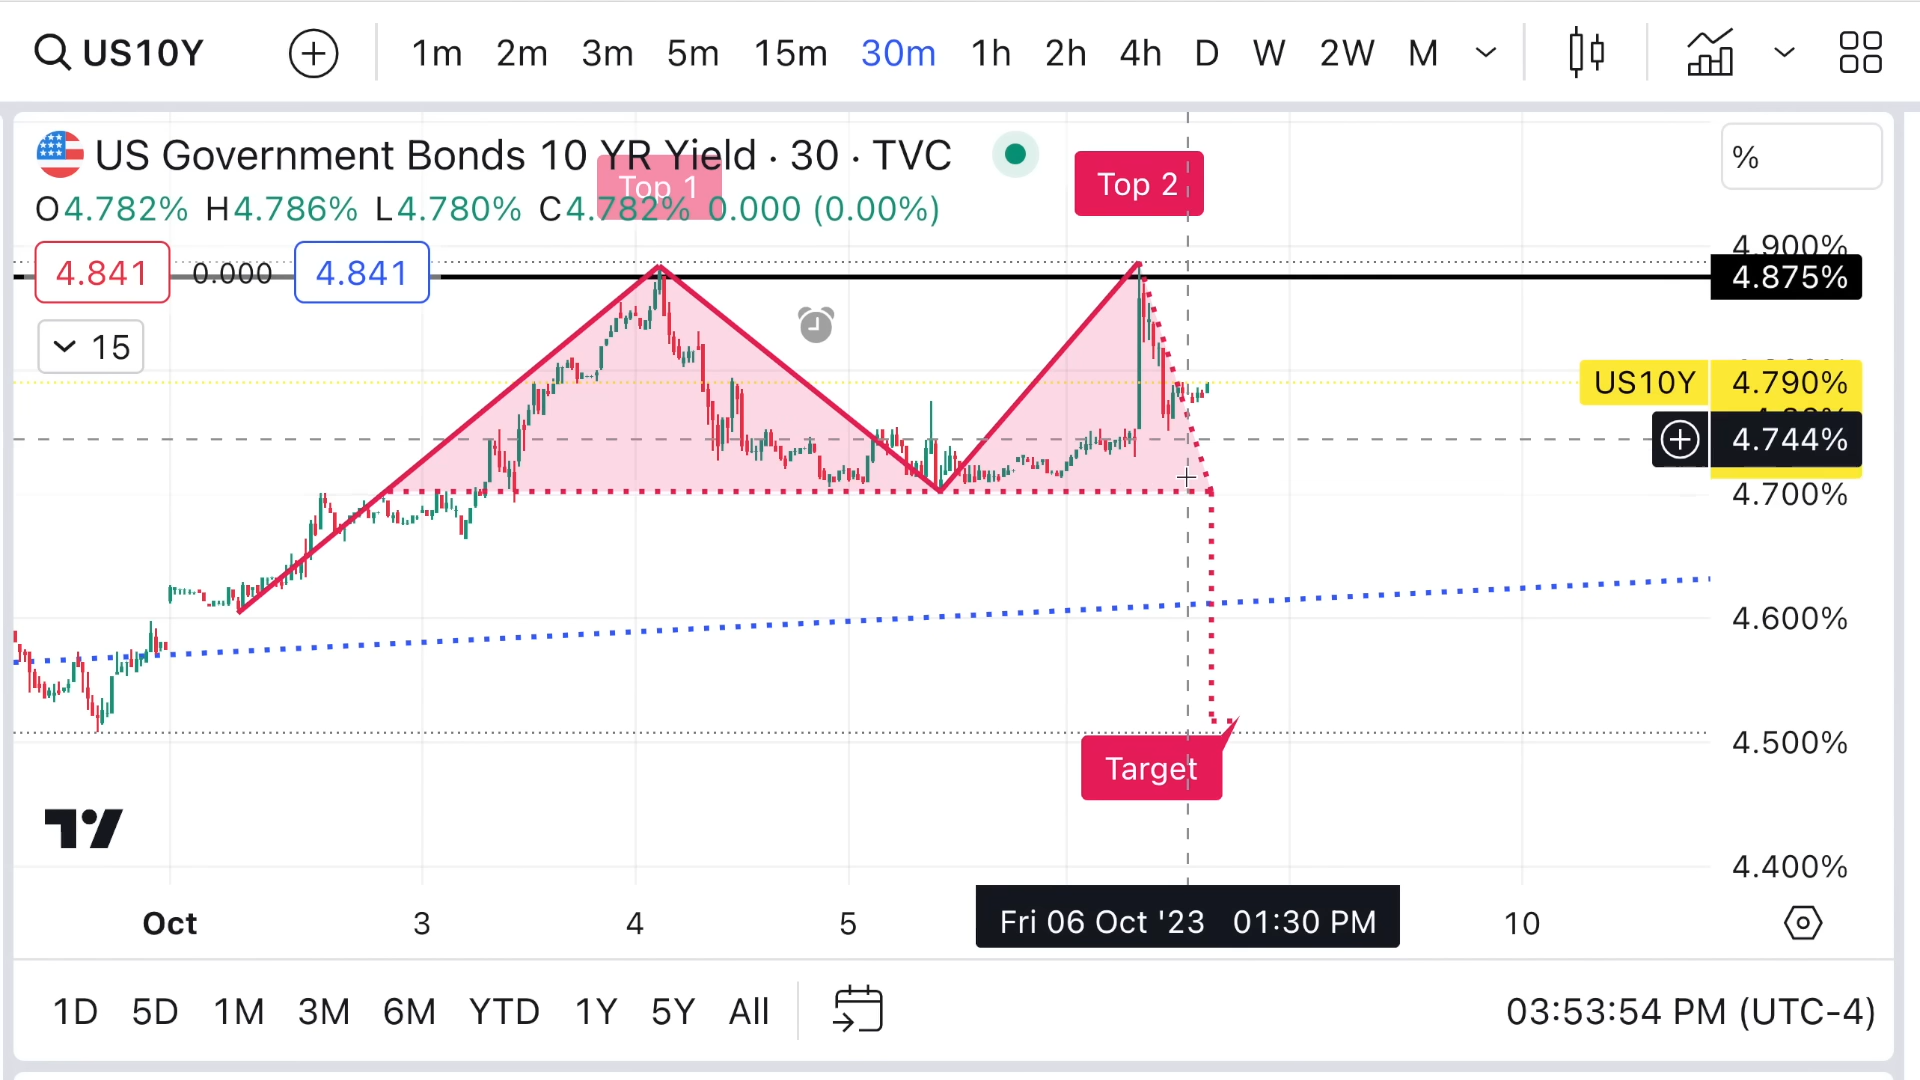 US10Y 1m 2m 3m 5m 15m 30m 1h 2h 4h D W 2W M
US Government Bonds 10 YR Yield · 30 · TVC
%
Top 1
Top 2
O4.782% H4.786% L4.780% C4.782% 0.000 (0.00%)
4.900%
4.841 0.000 4.841
4.875%
15
US10Y 4.790%
4.744%
4.700%
4.600%
4.500%
Target
4.400%
Oct 3 4 5 Fri 06 Oct '23 01:30 PM 10
1D 5D 1M 3M 6M YTD 1Y 5Y All
03:53:54 PM (UTC-4)